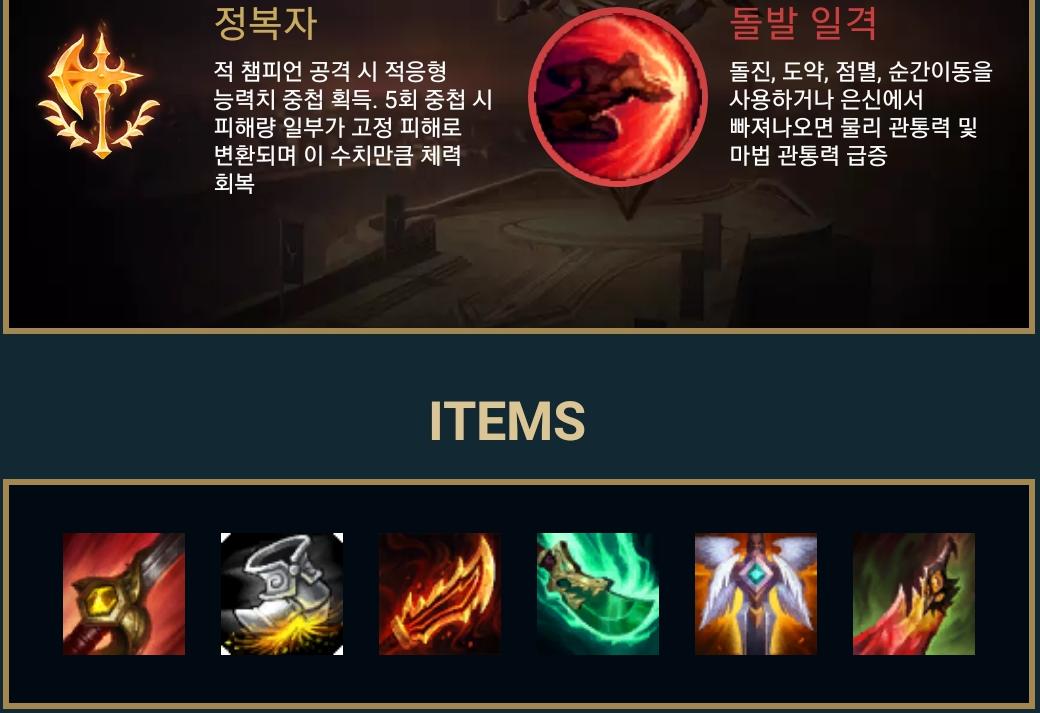 정복자
적 챔피언 공격 시 적응형
능력치 중첩 획득. 5회 중첩 시
피해량 일부가 고정 피해로
변환되며 이 수치만큼 체력
회복
돌발 일격
돌진, 도약, 점멸, 순간이동을
사용하거나 은신에서
빠져나오면 물리 관통력 및
마법 관통력 급증
ITEMS